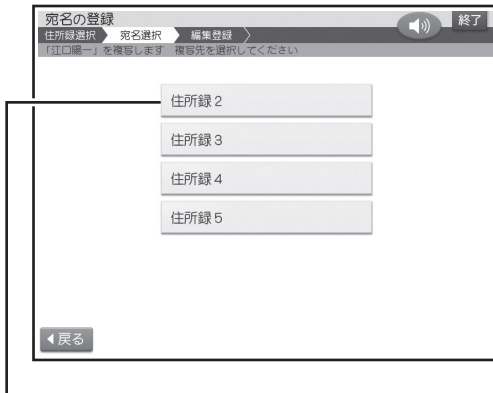 宛名の登録
終了
住所録選択 宛名選択 編集登録
「江口陽一」を複写します 複写先を選択してください
住所録2
住所録3
住所録4
住所録5
戻る